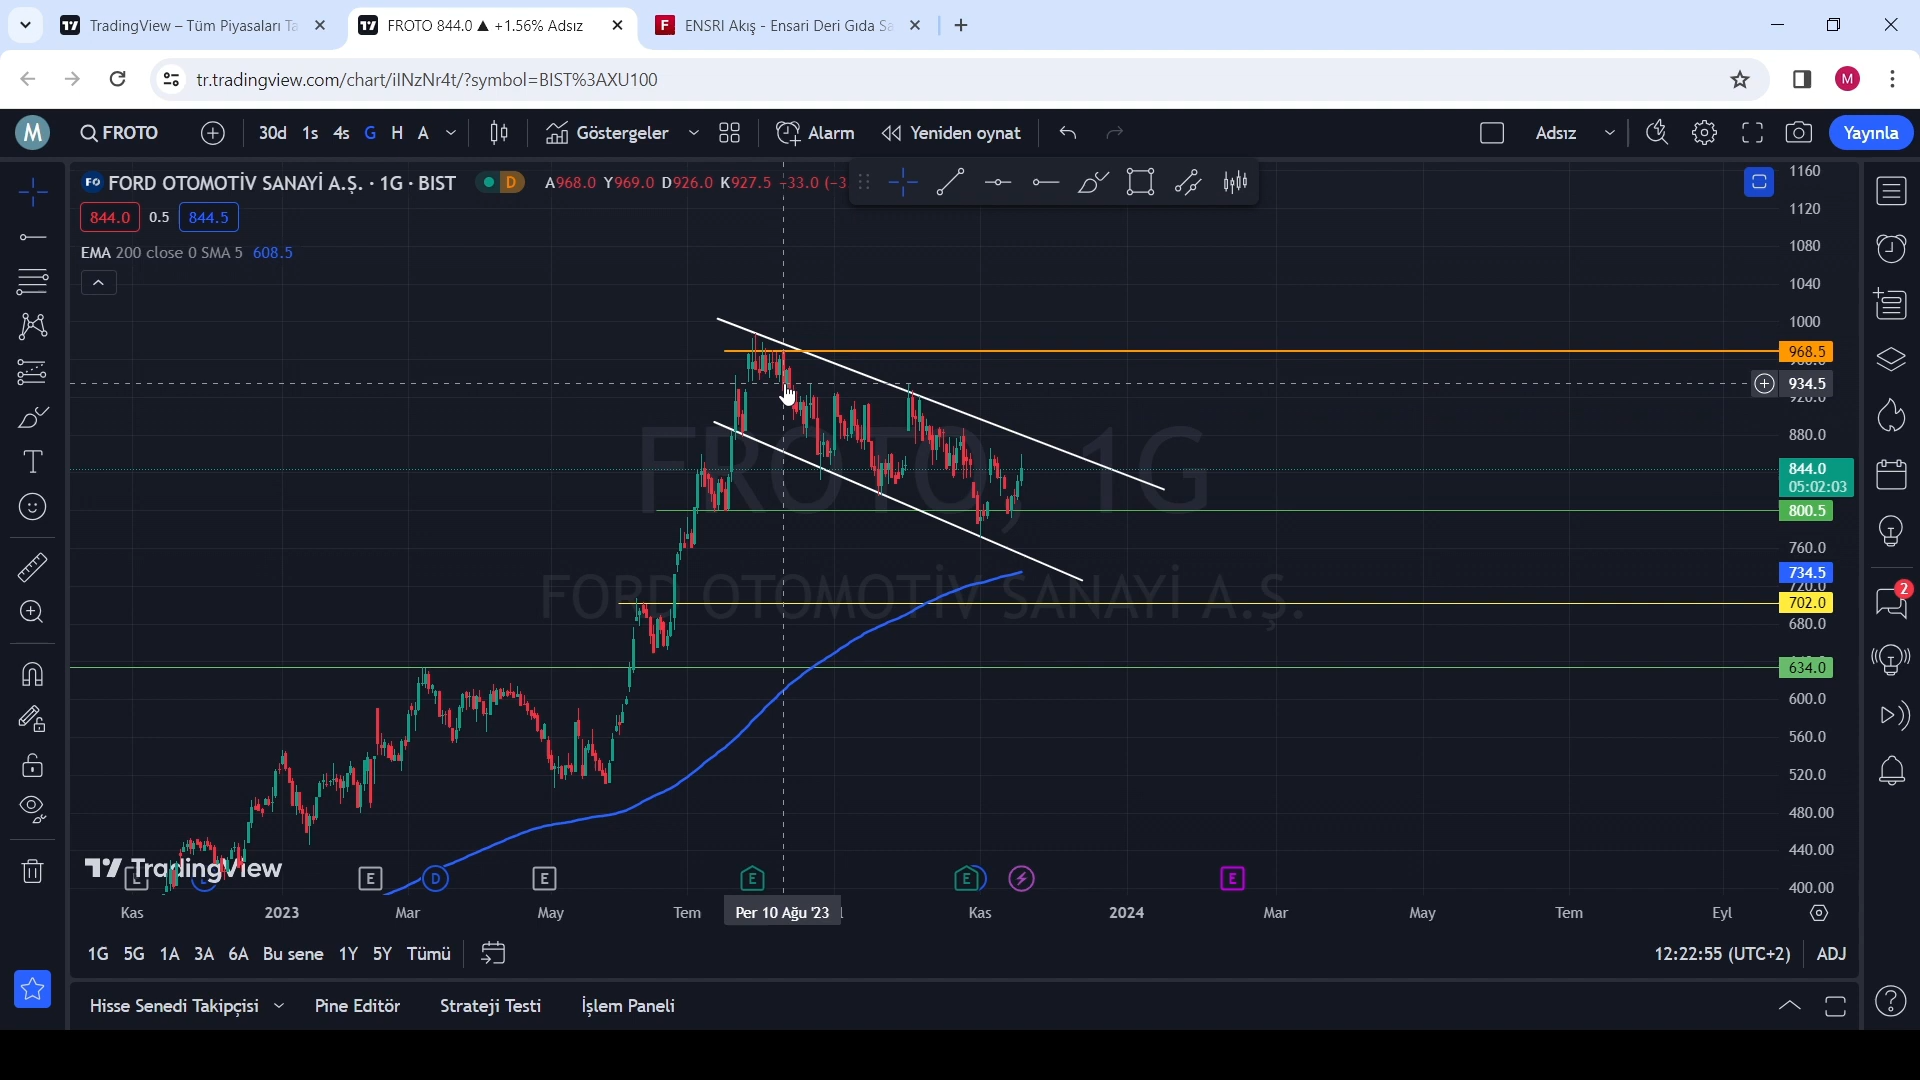 TradingView – Tüm Piyasaları Ta
FROTO 844.0 ▲ +1.56% Adsız
ENSRI Akış - Ensari Deri Gıda Sa
tr.tradingview.com/chart/iINzNr4t/?symbol=BIST%3AXU100
M
M
FROTO
30d 1s 4s G H A
Göstergeler
Alarm
Yeniden oynat
Adsız
Yayınla
FORD OTOMOTİV SANAYİ A.Ş. · 1G · BIST
D
A968.0 Y969.0 D926.0 K927.5 −33.0 (−3.
844.0 0.5 844.5
EMA 200 close 0 SMA 5 608.5
1160
1120
1080
1040
1000
968.5
934.5
920.0
880.0
844.0
05:02:03
800.5
760.0
734.5
720.0
702.0
680.0
634.0
600.0
560.0
520.0
480.00
440.00
400.00
FROTO, 1G
FORD OTOMOTİV SANAYİ A.Ş.
2
TradingView
E D E E E E
Kas 2023 Mar May Tem Per 10 Ağu '23 Kas 2024 Mar May Tem Eyl
1G 5G 1A 3A 6A Bu sene 1Y 5Y Tümü
12:22:55 (UTC+2) ADJ
Hisse Senedi Takipçisi Pine Editör Strateji Testi İşlem Paneli